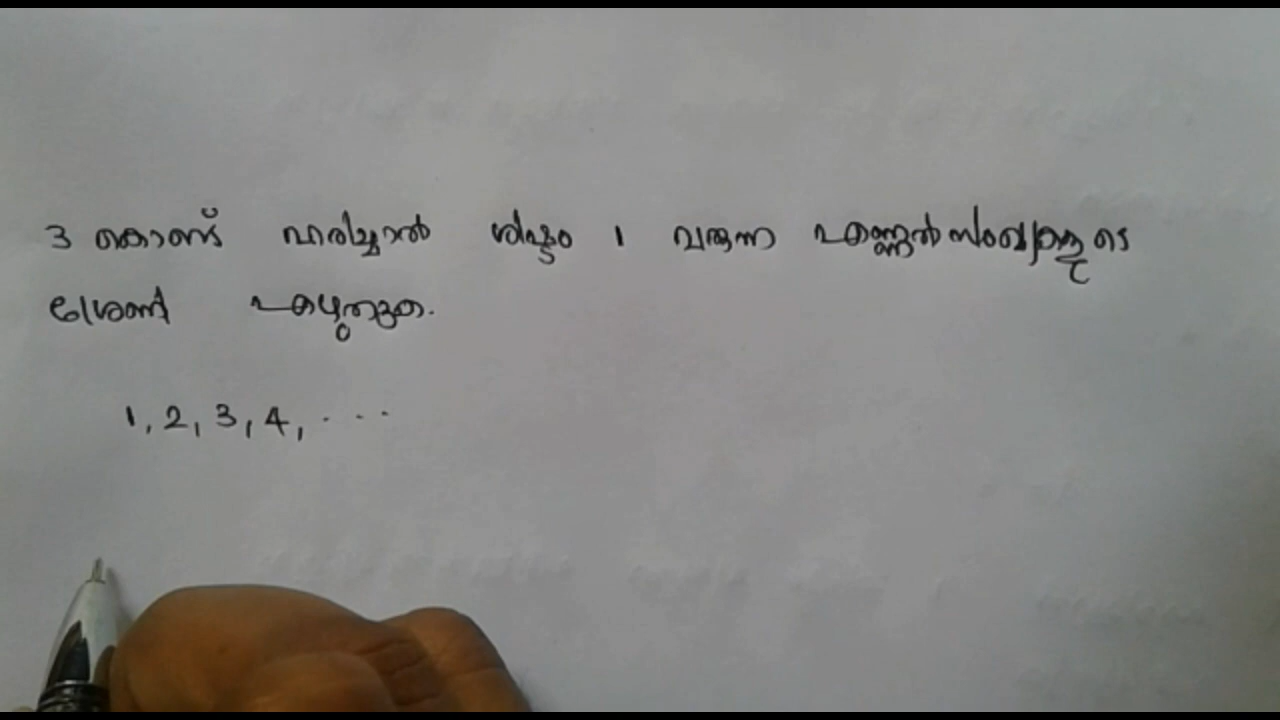 3 കൊണ്ട് ഹരിച്ചാൽ ശിഷ്ടം 1 വരുന്ന എണ്ണൽസംഖ്യകളുടെ
ശ്രേണി എഴുതുക.
1, 2, 3, 4, . . .